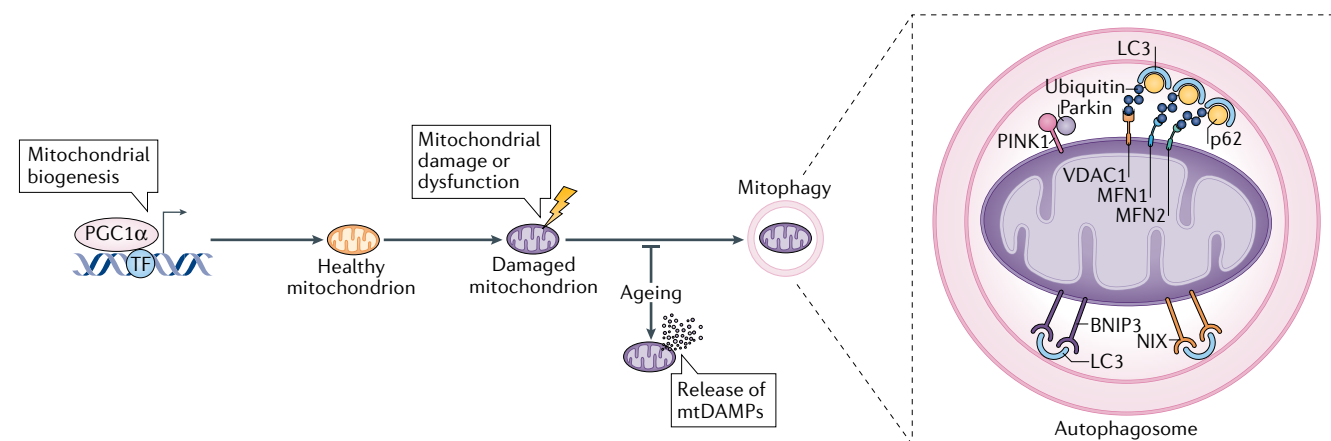 Mitochondrial
biogenesis
PGC1α
TF
Healthy
mitochondrion
Mitochondrial
damage or
dysfunction
Damaged
mitochondrion
Ageing
Release of
mtDAMPs
Mitophagy
LC3
Ubiquitin
Parkin
PINK1
p62
VDAC1
MFN1
MFN2
BNIP3
NIX
LC3
Autophagosome